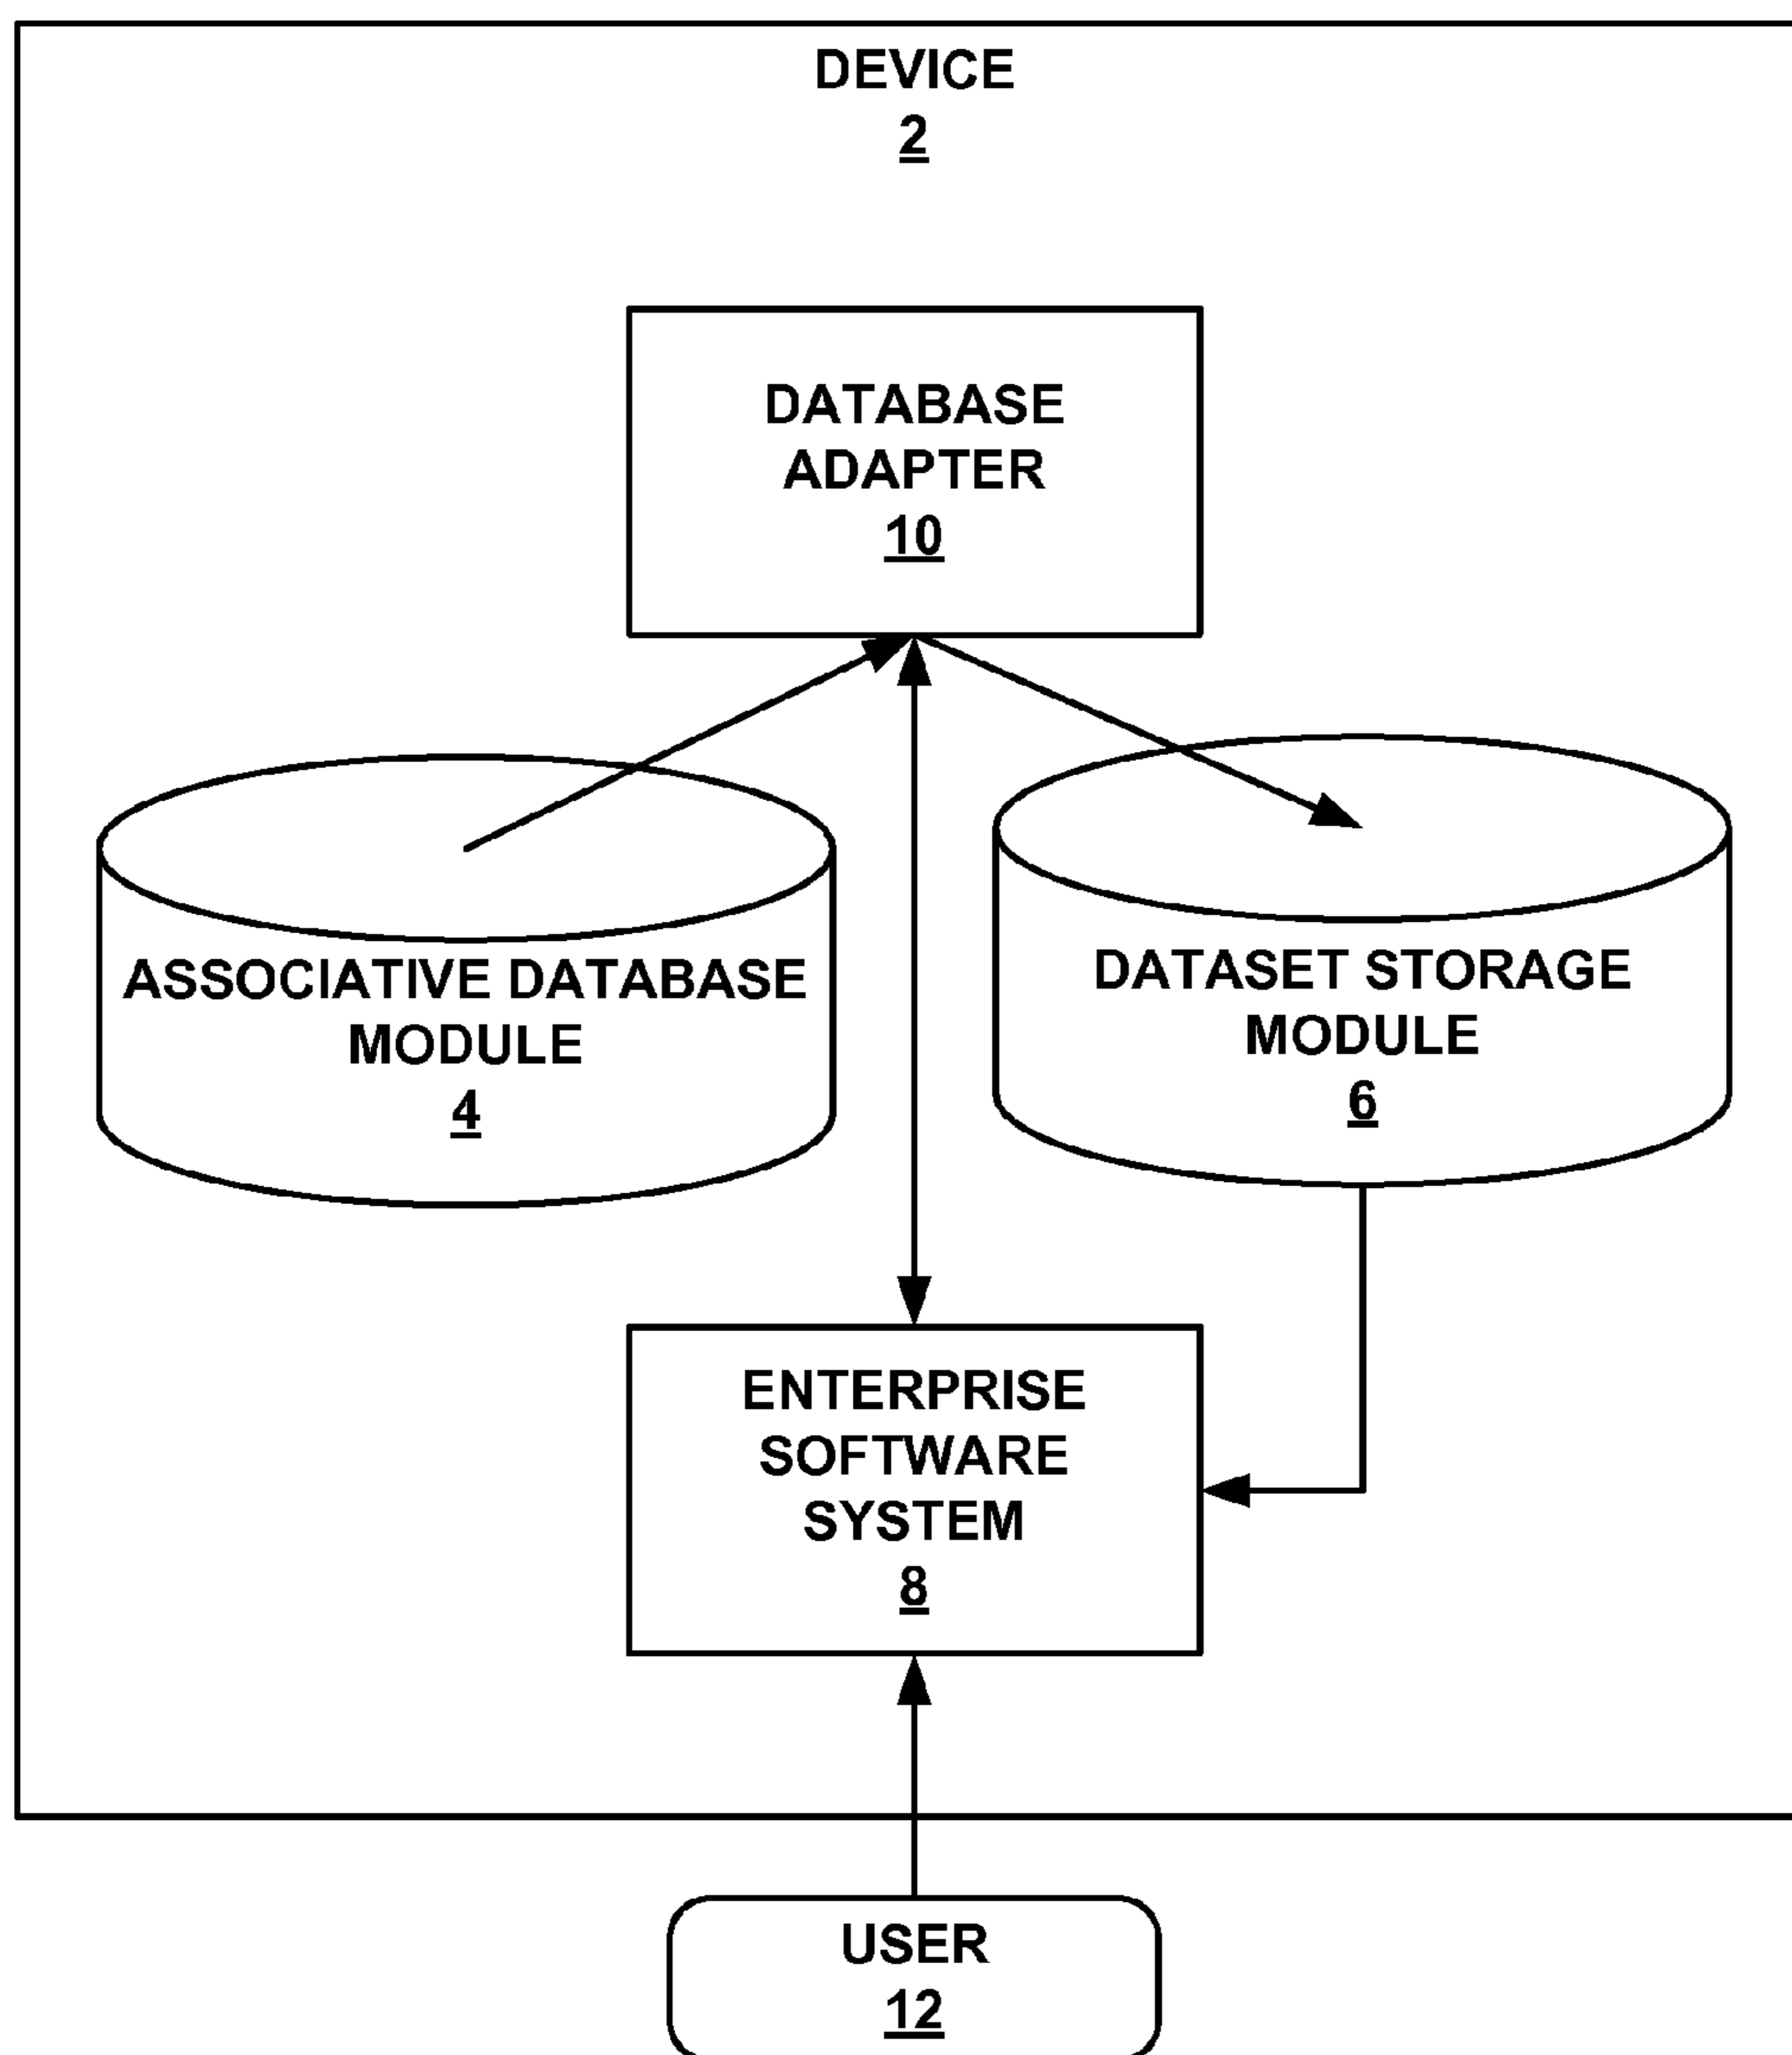 DEVICE
2
DATABASE
ADAPTER
10
ASSOCIATIVE DATABASE
MODULE
4
DATASET STORAGE
MODULE
6
ENTERPRISE
SOFTWARE
SYSTEM
8
USER
12